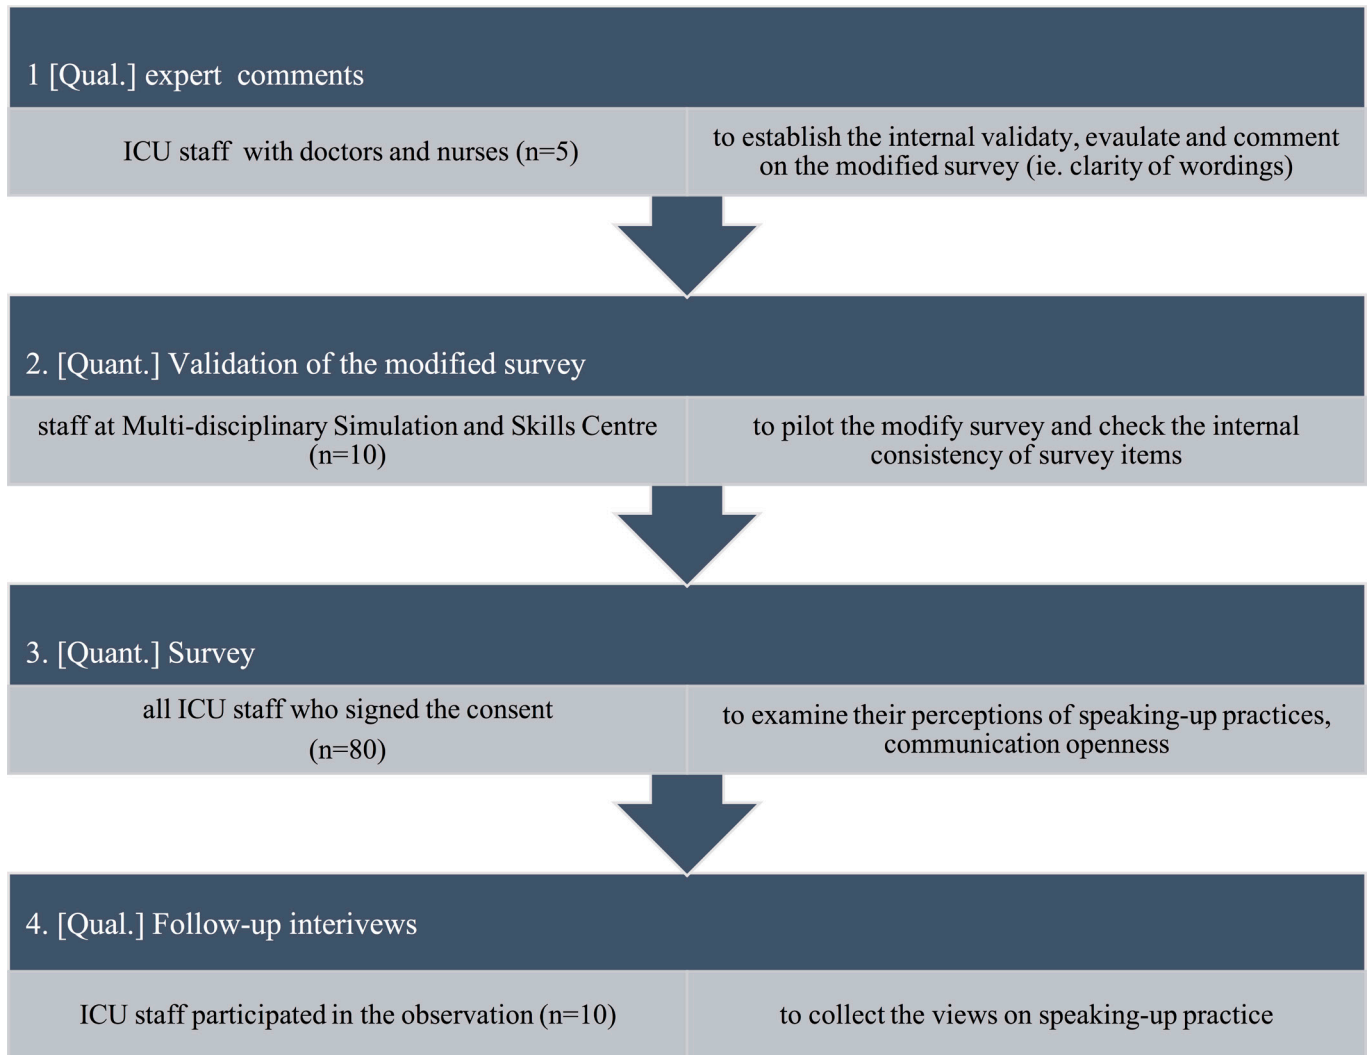 1 [Qual.] expert comments
ICU staff with doctors and nurses (n=5)
to establish the internal validaty, evaulate and comment
on the modified survey (ie. clarity of wordings)
2. [Quant.] Validation of the modified survey
staff at Multi-disciplinary Simulation and Skills Centre
(n=10)
to pilot the modify survey and check the internal
consistency of survey items
3. [Quant.] Survey
all ICU staff who signed the consent
(n=80)
to examine their perceptions of speaking-up practices,
communication openness
4. [Qual.] Follow-up interivews
ICU staff participated in the observation (n=10)
to collect the views on speaking-up practice